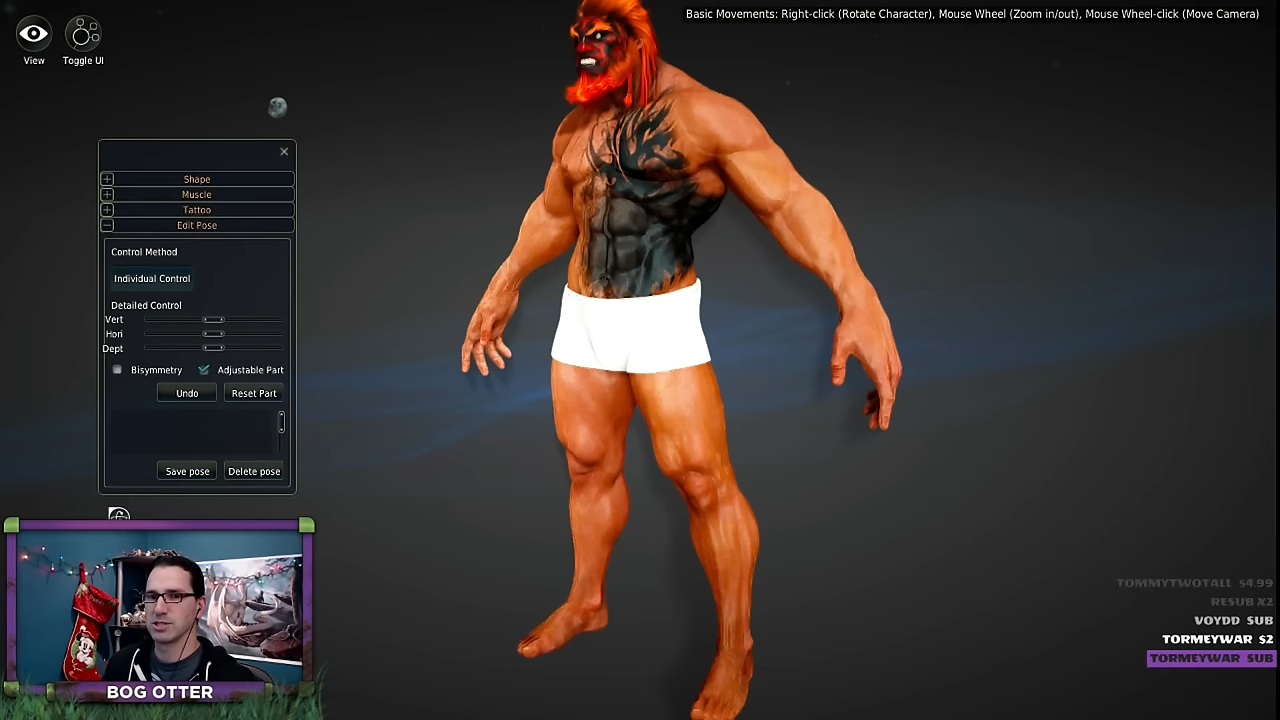 Basic Movements: Right-click (Rotate Character), Mouse Wheel (Zoom in/out), Mouse Wheel-click (Move Camera)
View
Toggle UI
Shape
Muscle
Tattoo
Edit Pose
Control Method
Individual Control
Detailed Control
Vert
Hori
Dept
Bisymmetry
Adjustable Part
Undo
Reset Part
Save pose
Delete pose
TOMMYTWOTALL $4.99
RESUB X2
VOYDD SUB
TORMEYWAR $2
TORMEYWAR SUB
BOG OTTER